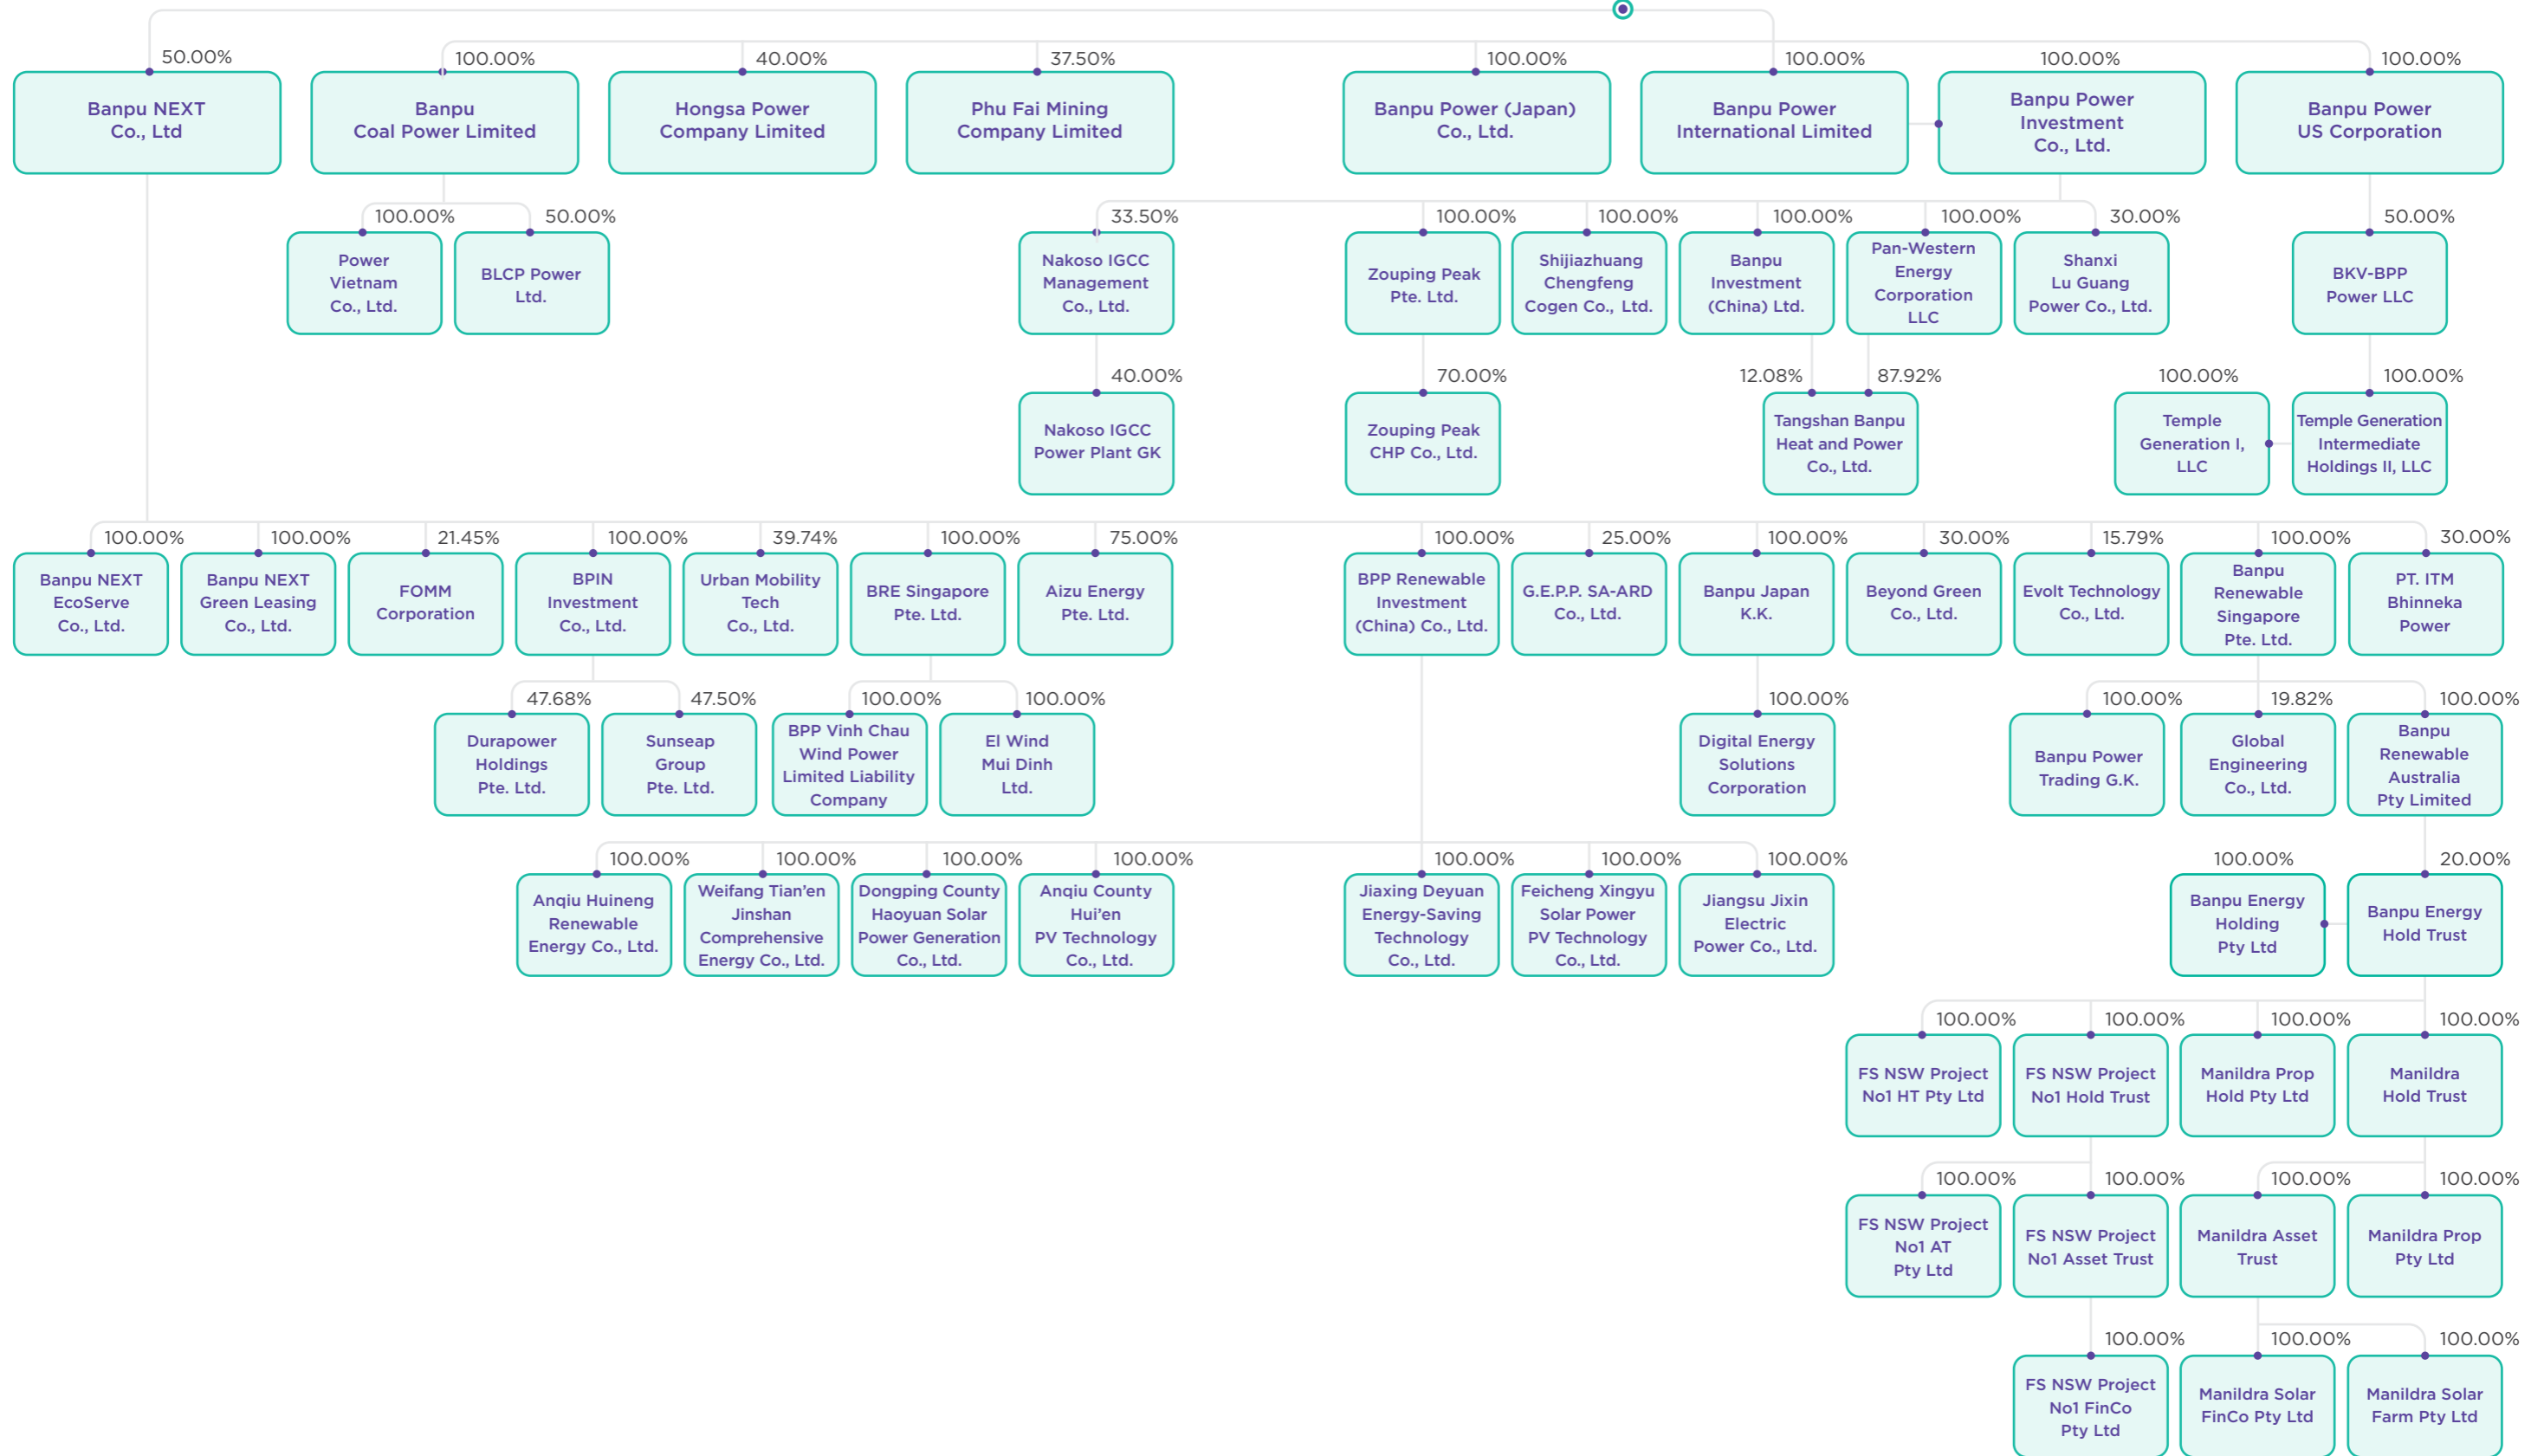 50.00%
100.00%
40.00%
37.50%
100.00%
100.00%
100.00%
100.00%
Banpu NEXT
Co., Ltd
Banpu
Coal Power Limited
Hongsa Power
Company Limited
Phu Fai Mining
Company Limited
Banpu Power (Japan)
Co., Ltd.
Banpu Power
International Limited
Banpu Power
Investment
Co., Ltd.
Banpu Power
US Corporation
100.00%
50.00%
33.50%
100.00%
100.00%
100.00%
100.00%
30.00%
50.00%
Power
Vietnam
Co., Ltd.
BLCP Power
Ltd.
Nakoso IGCC
Management
Co., Ltd.
Zouping Peak
Pte. Ltd.
Shijiazhuang
Chengfeng
Cogen Co., Ltd.
Banpu
Investment
(China) Ltd.
Pan-Western
Energy
Corporation
LLC
Shanxi
Lu Guang
Power Co., Ltd.
BKV-BPP
Power LLC
40.00%
70.00%
12.08%
87.92%
100.00%
100.00%
Nakoso IGCC
Power Plant GK
Zouping Peak
CHP Co., Ltd.
Tangshan Banpu
Heat and Power
Co., Ltd.
Temple
Generation I,
LLC
Temple Generation
Intermediate
Holdings II, LLC
100.00%
100.00%
21.45%
100.00%
39.74%
100.00%
75.00%
100.00%
25.00%
100.00%
30.00%
15.79%
100.00%
30.00%
Banpu NEXT
EcoServe
Co., Ltd.
Banpu NEXT
Green Leasing
Co., Ltd.
FOMM
Corporation
BPIN
Investment
Co., Ltd.
Urban Mobility
Tech
Co., Ltd.
BRE Singapore
Pte. Ltd.
Aizu Energy
Pte. Ltd.
BPP Renewable
Investment
(China) Co., Ltd.
G.E.P.P. SA-ARD
Co., Ltd.
Banpu Japan
K.K.
Beyond Green
Co., Ltd.
Evolt Technology
Co., Ltd.
Banpu
Renewable
Singapore
Pte. Ltd.
PT. ITM
Bhinneka
Power
47.68%
47.50%
100.00%
100.00%
100.00%
100.00%
19.82%
100.00%
Durapower
Holdings
Pte. Ltd.
Sunseap
Group
Pte. Ltd.
BPP Vinh Chau
Wind Power
Limited Liability
Company
El Wind
Mui Dinh
Ltd.
Digital Energy
Solutions
Corporation
Banpu Power
Trading G.K.
Global
Engineering
Co., Ltd.
Banpu
Renewable
Australia
Pty Limited
100.00%
100.00%
100.00%
100.00%
100.00%
100.00%
100.00%
100.00%
20.00%
Anqiu Huineng
Renewable
Energy Co., Ltd.
Weifang Tian’en
Jinshan
Comprehensive
Energy Co., Ltd.
Dongping County
Haoyuan Solar
Power Generation
Co., Ltd.
Anqiu County
Hui’en
PV Technology
Co., Ltd.
Jiaxing Deyuan
Energy-Saving
Technology
Co., Ltd.
Feicheng Xingyu
Solar Power
PV Technology
Co., Ltd.
Jiangsu Jixin
Electric
Power Co., Ltd.
Banpu Energy
Holding
Pty Ltd
Banpu Energy
Hold Trust
100.00%
100.00%
100.00%
100.00%
FS NSW Project
No1 HT Pty Ltd
FS NSW Project
No1 Hold Trust
Manildra Prop
Hold Pty Ltd
Manildra
Hold Trust
100.00%
100.00%
100.00%
100.00%
FS NSW Project
No1 AT
Pty Ltd
FS NSW Project
No1 Asset Trust
Manildra Asset
Trust
Manildra Prop
Pty Ltd
100.00%
100.00%
100.00%
FS NSW Project
No1 FinCo
Pty Ltd
Manildra Solar
FinCo Pty Ltd
Manildra Solar
Farm Pty Ltd